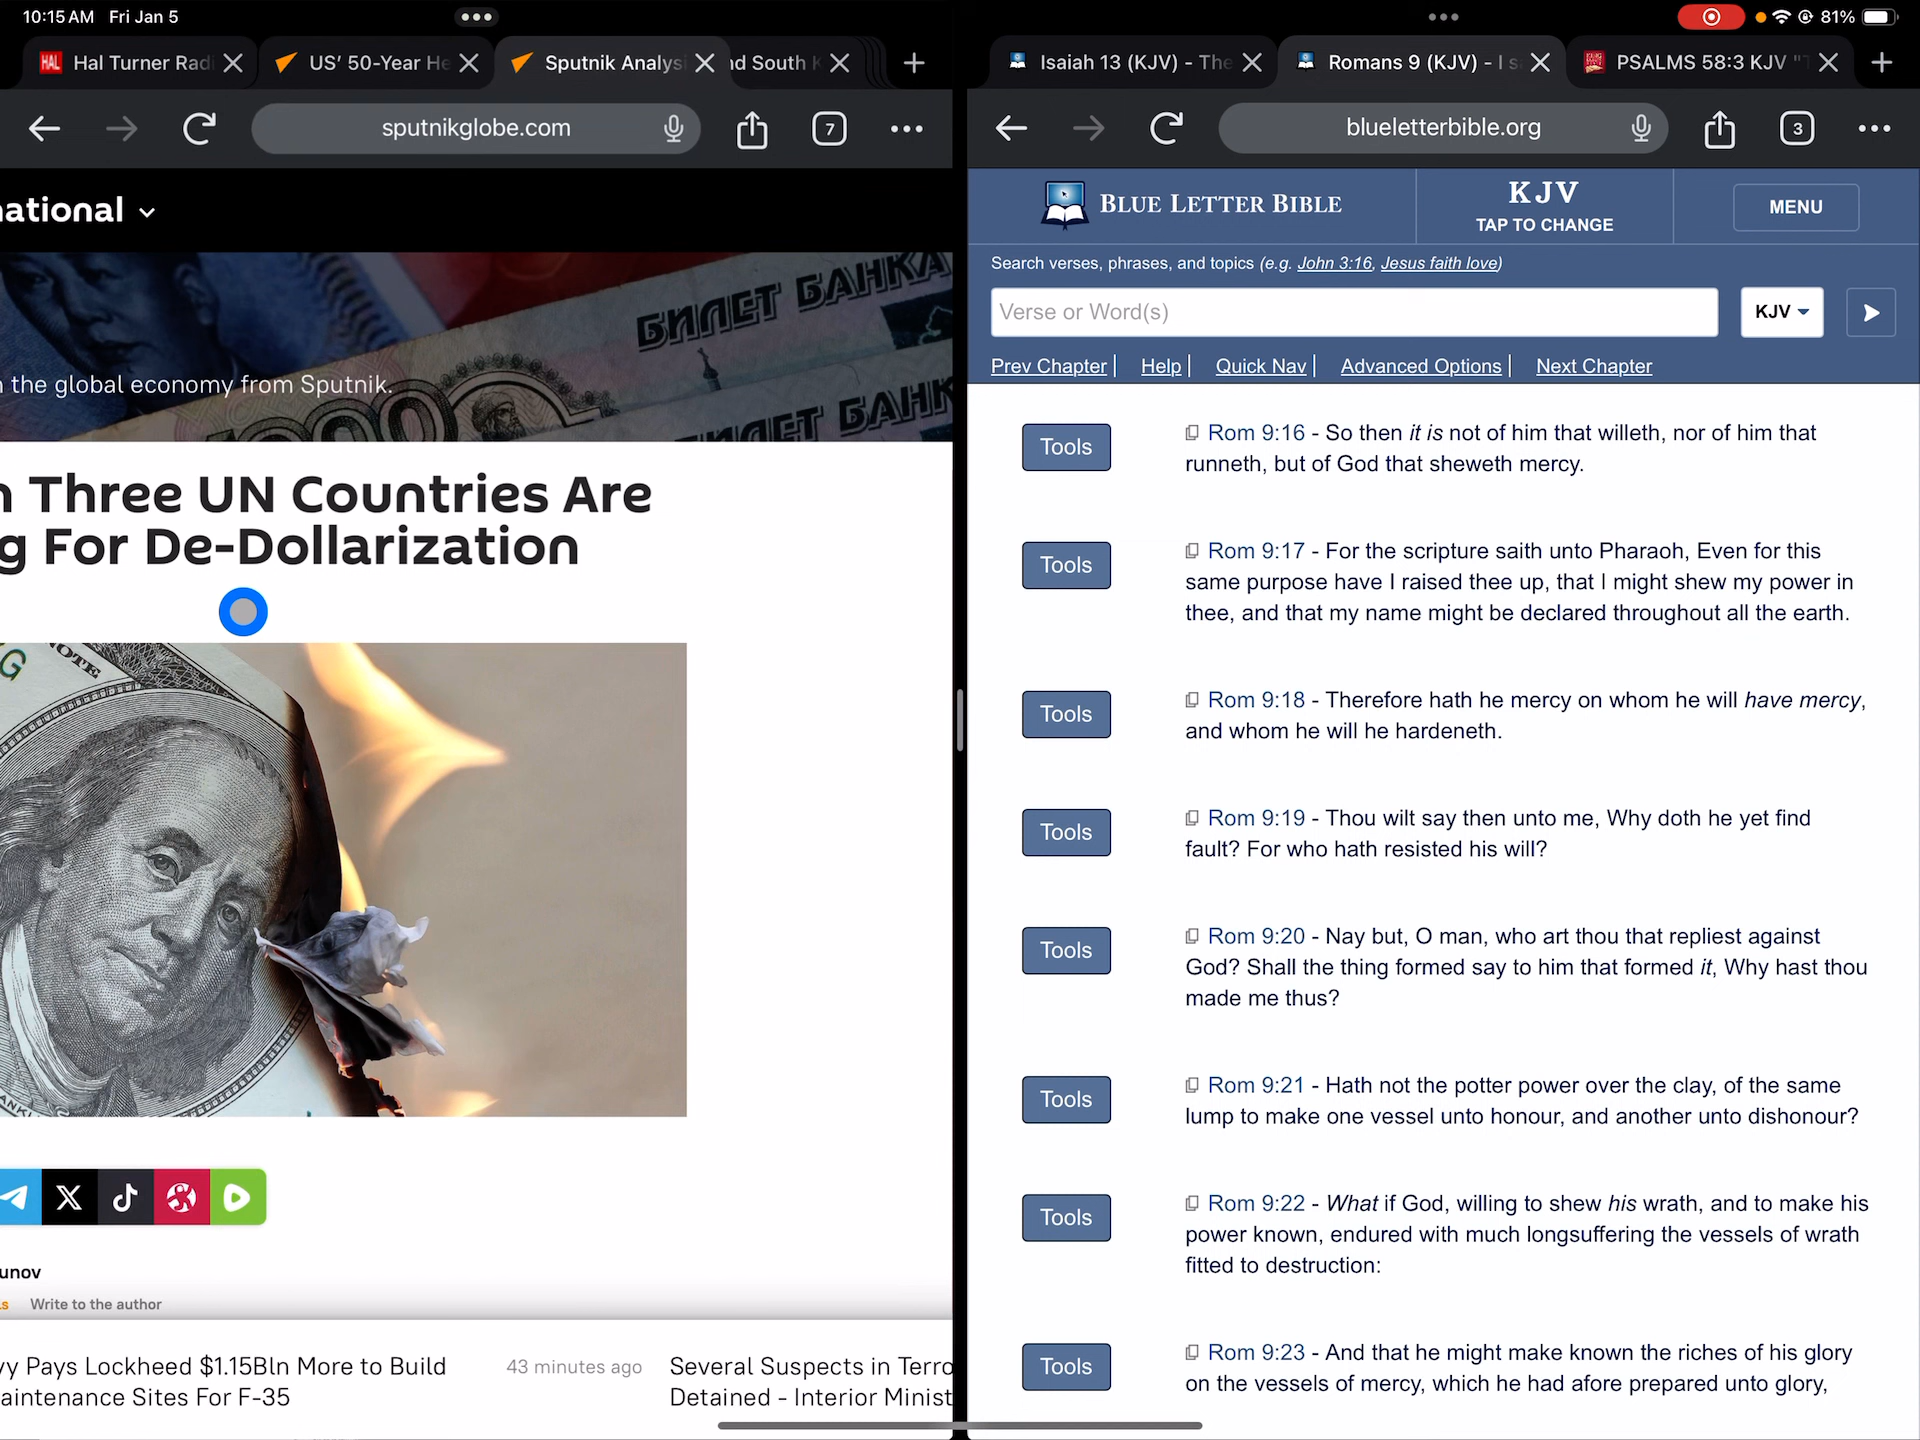 10:15 AM Fri Jan 5
81%
Hal Turner Rad
US' 50-Year He
Sputnik Analys
nd South K
sputnikglobe.com
7
national
БИЛЕТ БАНКА
БИЛЕТ БАНК
1000
n the global economy from Sputnik.
n Three UN Countries Are
g For De-Dollarization
NOTE
unov
Write to the author
vy Pays Lockheed $1.15Bln More to Build
aintenance Sites For F-35
43 minutes ago
Several Suspects in Terro
Detained - Interior Minist
Isaiah 13 (KJV) - The
Romans 9 (KJV) - I s
PSALMS 58:3 KJV "T
blueletterbible.org
3
BLUE LETTER BIBLE
KJV
TAP TO CHANGE
MENU
Search verses, phrases, and topics (e.g. John 3:16, Jesus faith love)
Verse or Word(s)
KJV
Prev Chapter | Help | Quick Nav | Advanced Options | Next Chapter
Tools
Rom 9:16 - So then it is not of him that willeth, nor of him that
runneth, but of God that sheweth mercy.
Tools
Rom 9:17 - For the scripture saith unto Pharaoh, Even for this
same purpose have I raised thee up, that I might shew my power in
thee, and that my name might be declared throughout all the earth.
Tools
Rom 9:18 - Therefore hath he mercy on whom he will have mercy,
and whom he will he hardeneth.
Tools
Rom 9:19 - Thou wilt say then unto me, Why doth he yet find
fault? For who hath resisted his will?
Tools
Rom 9:20 - Nay but, O man, who art thou that repliest against
God? Shall the thing formed say to him that formed it, Why hast thou
made me thus?
Tools
Rom 9:21 - Hath not the potter power over the clay, of the same
lump to make one vessel unto honour, and another unto dishonour?
Tools
Rom 9:22 - What if God, willing to shew his wrath, and to make his
power known, endured with much longsuffering the vessels of wrath
fitted to destruction:
Tools
Rom 9:23 - And that he might make known the riches of his glory
on the vessels of mercy, which he had afore prepared unto glory,